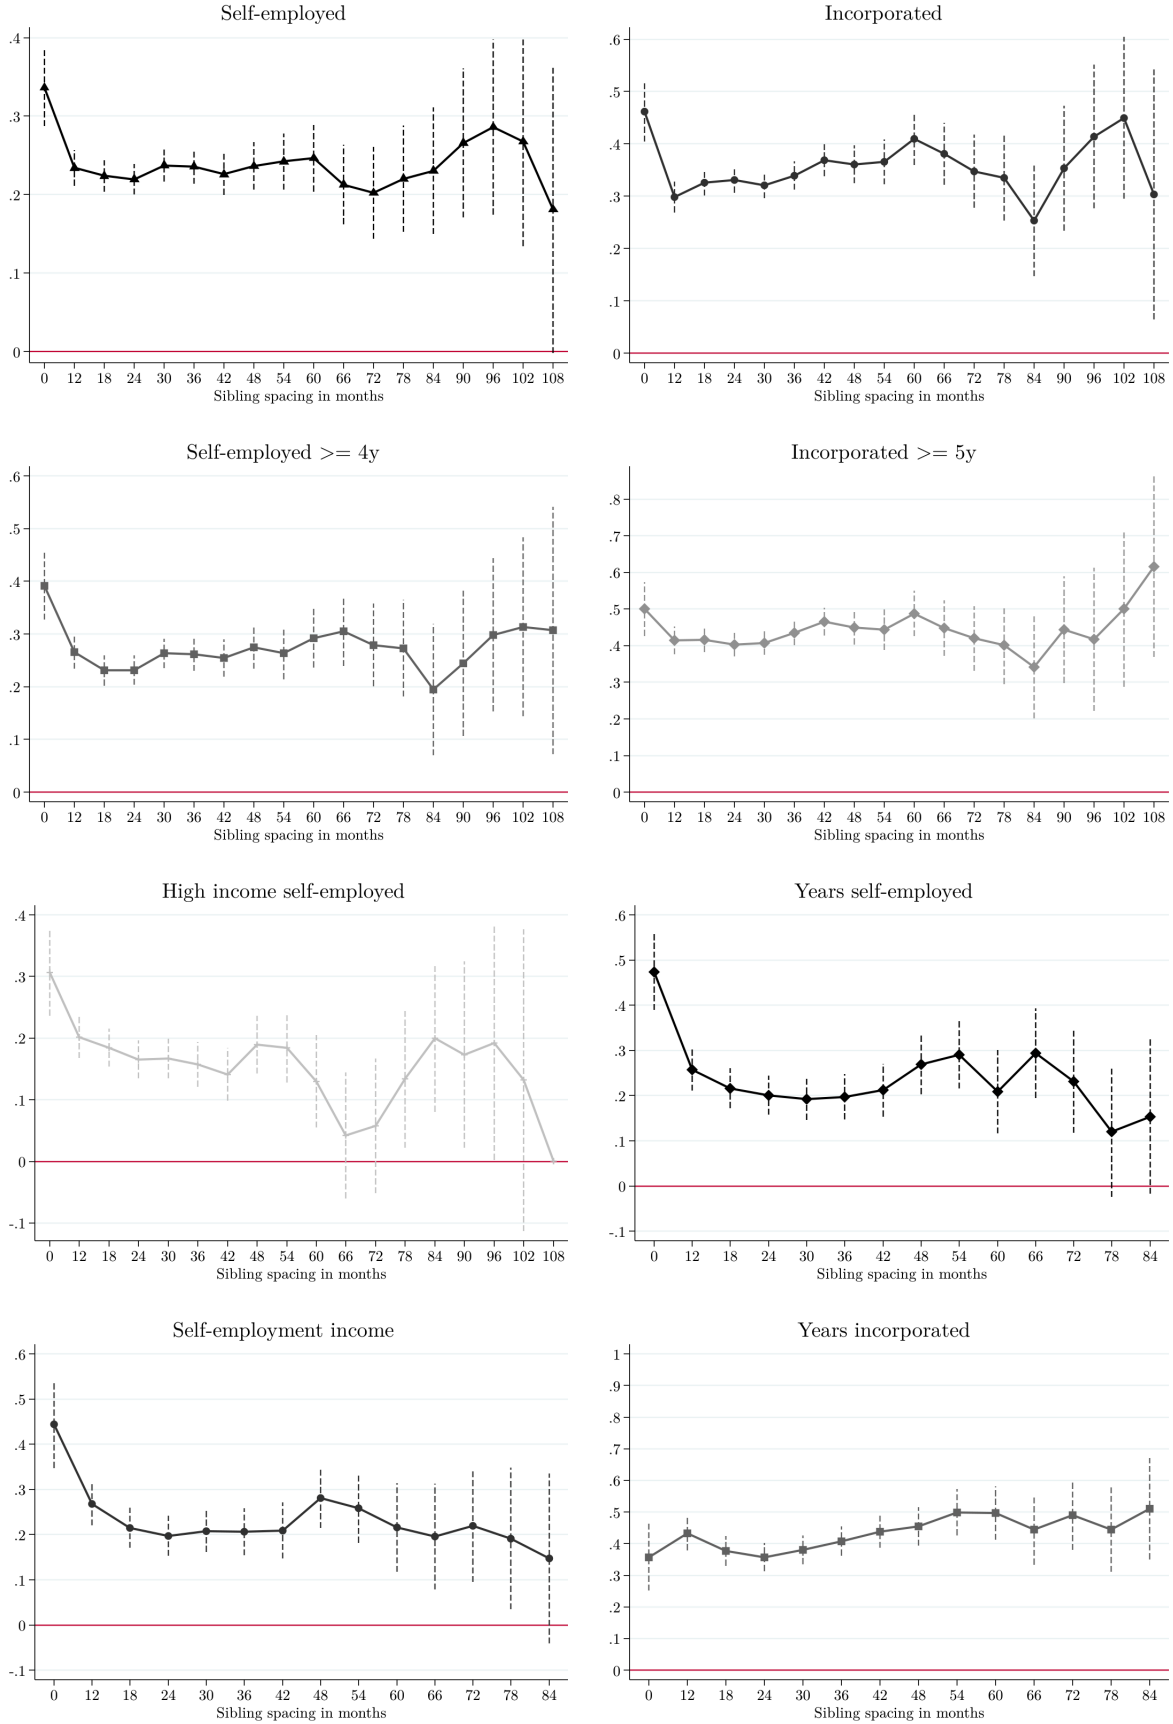 Self-employed
.4
.3
.2
.1
0
0 12 18 24 30 36 42 48 54 60 66 72 78 84 90 96 102 108
Sibling spacing in months
Incorporated
.6
.5
.4
.3
.2
.1
0
0 12 18 24 30 36 42 48 54 60 66 72 78 84 90 96 102 108
Sibling spacing in months
Self-employed >= 4y
.6
.5
.4
.3
.2
.1
0
0 12 18 24 30 36 42 48 54 60 66 72 78 84 90 96 102 108
Sibling spacing in months
Incorporated >= 5y
.8
.7
.6
.5
.4
.3
.2
.1
0
0 12 18 24 30 36 42 48 54 60 66 72 78 84 90 96 102 108
Sibling spacing in months
High income self-employed
.4
.3
.2
.1
0
-.1
0 12 18 24 30 36 42 48 54 60 66 72 78 84 90 96 102 108
Sibling spacing in months
Years self-employed
.6
.5
.4
.3
.2
.1
0
-.1
0 12 18 24 30 36 42 48 54 60 66 72 78 84
Sibling spacing in months
Self-employment income
.6
.5
.4
.3
.2
.1
0
-.1
0 12 18 24 30 36 42 48 54 60 66 72 78 84
Sibling spacing in months
Years incorporated
1
.9
.8
.7
.6
.5
.4
.3
.2
.1
0
0 12 18 24 30 36 42 48 54 60 66 72 78 84
Sibling spacing in months